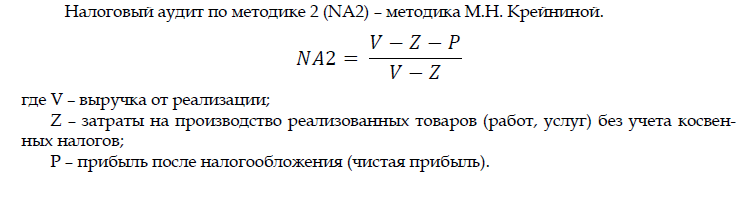 Налоговый аудит по методике 2 (NA2) – методика М.Н. Крейниной.
NA2 = (V − Z − P) / (V − Z)
где V – выручка от реализации;
Z – затраты на производство реализованных товаров (работ, услуг) без учета косвен-
ных налогов;
P – прибыль после налогообложения (чистая прибыль).